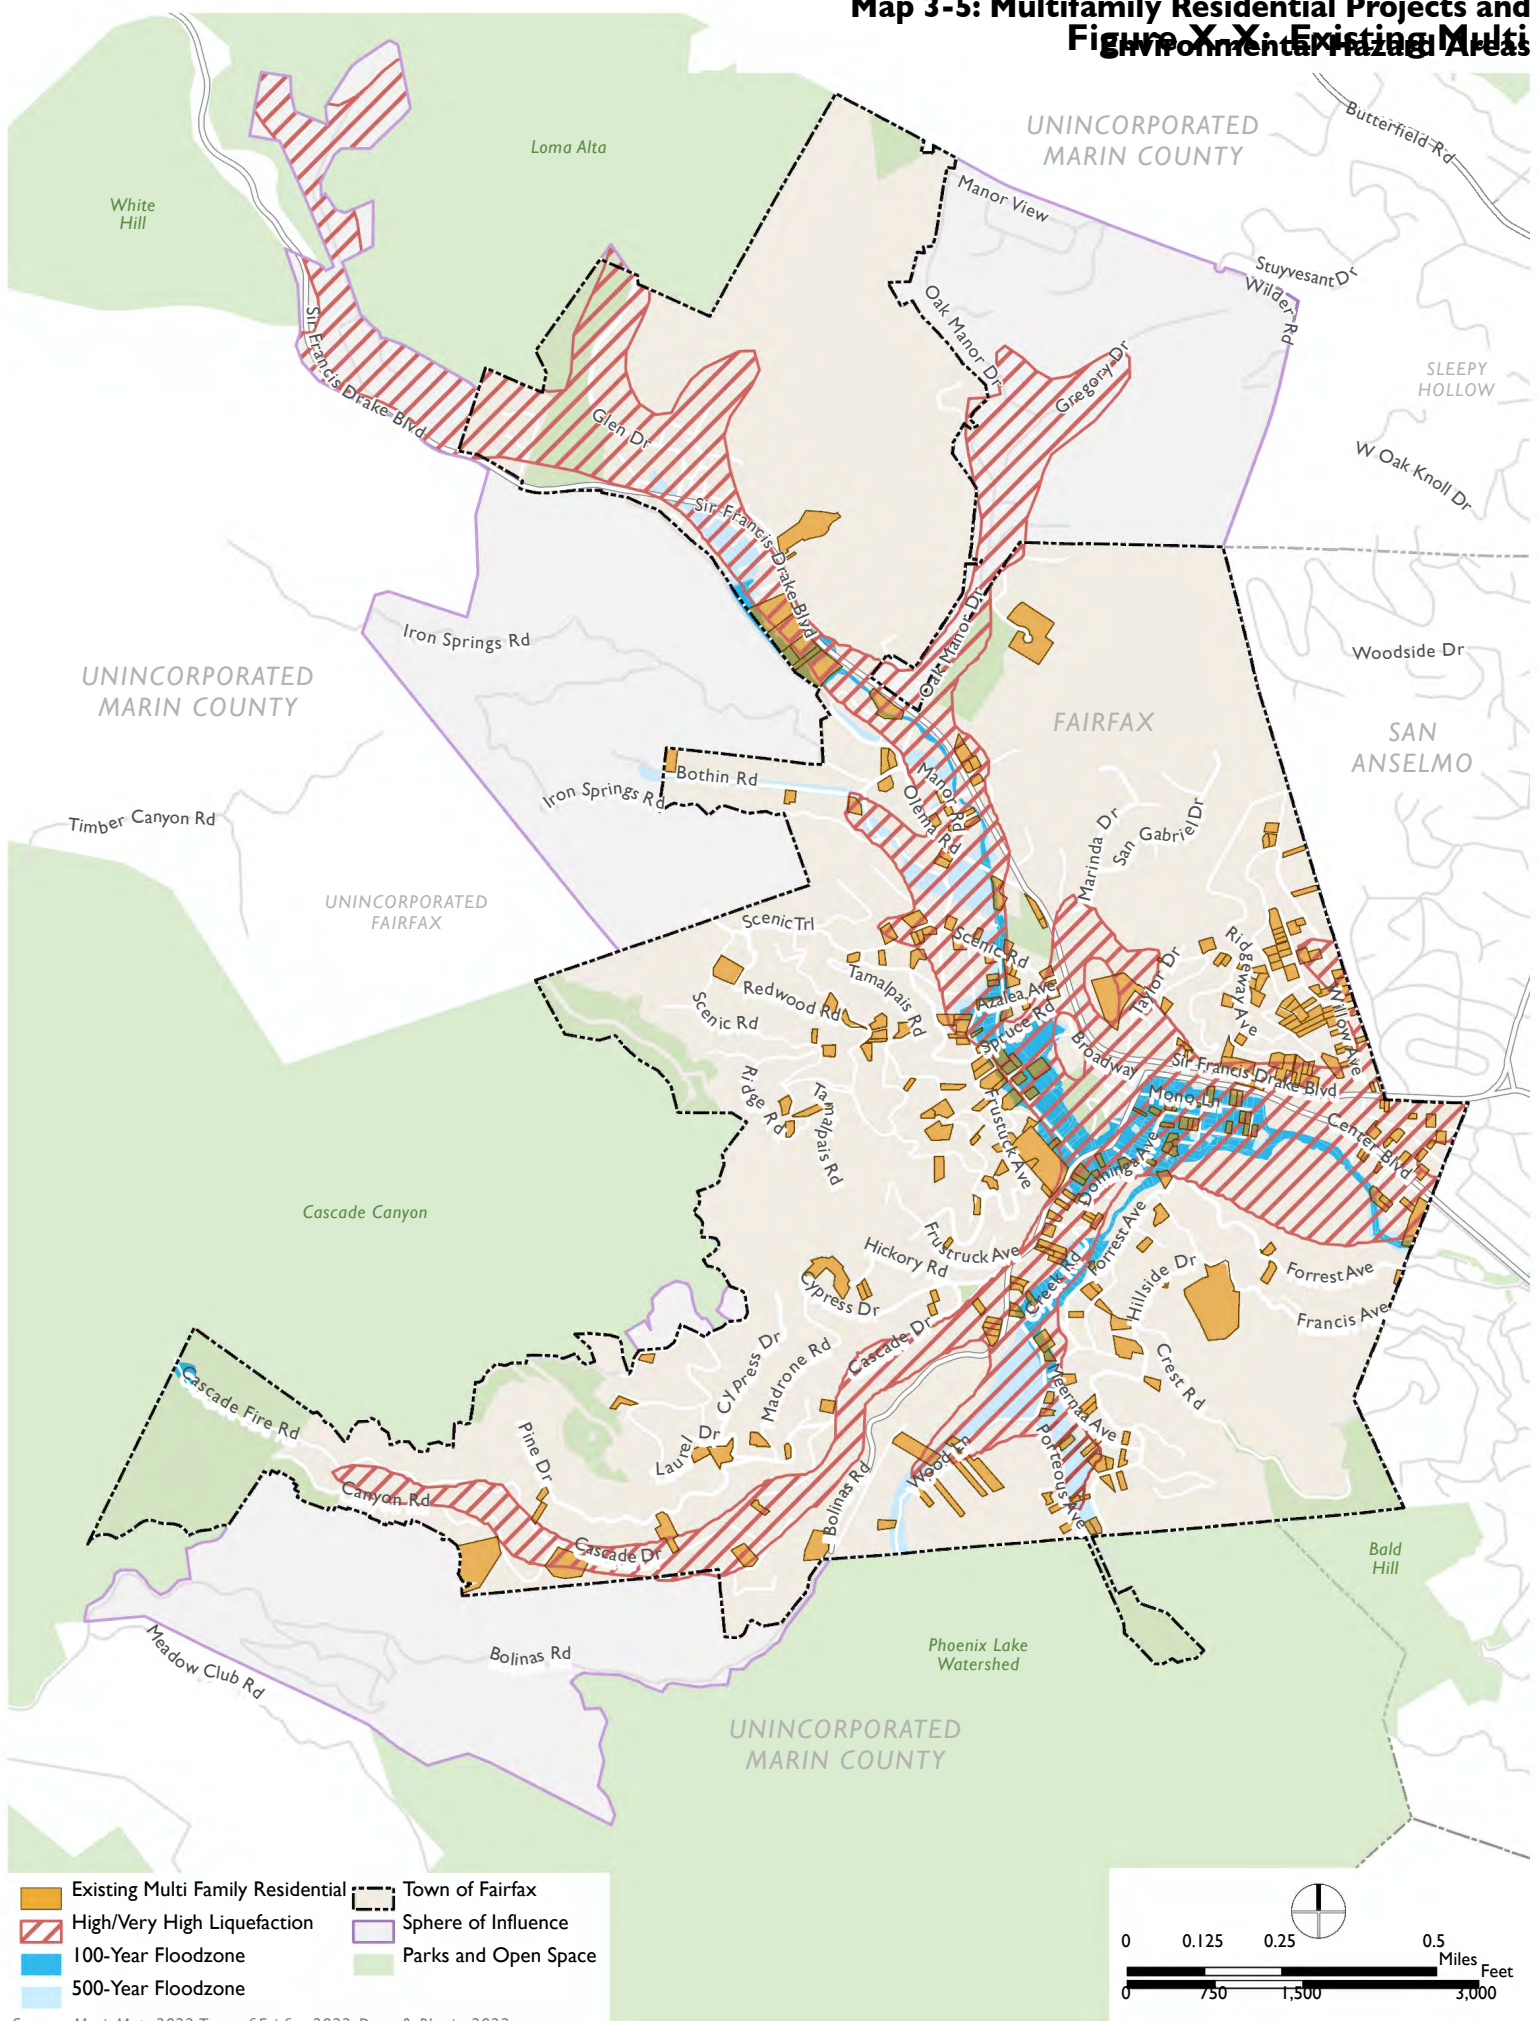 Map 3-5: Multifamily Residential Projects and
Figure X-X: Existing Multi
Environmental Hazard Areas
UNINCORPORATED
MARIN COUNTY
Butterfield Rd
Loma Alta
White
Hill
Manor View
Stuyvesant Dr
Wilder Rd
Oak Manor Dr
Sir Francis Drake Blvd
Gregory Dr
SLEEPY
HOLLOW
Glen Dr
W Oak Knoll Dr
Sir Francis Drake Blvd
Iron Springs Rd
Oak Manor Dr
Woodside Dr
UNINCORPORATED
MARIN COUNTY
FAIRFAX
SAN
ANSELMO
Bothin Rd
Iron Springs Rd
Manor Rd
Olema Rd
Timber Canyon Rd
Marinda Dr
San Gabriel Dr
UNINCORPORATED
FAIRFAX
Scenic Trl
Scenic Rd
Ridgeway Ave
Tamalpais Rd
Redwood Rd
Scenic Rd
Azalea Ave
Taylor Dr
Willow Ave
Spruce Rd
Broadway
Sir Francis Drake Blvd
Ridge Rd
Tamalpais Rd
Mono Ln
Frustuck Ave
Center Blvd
Dominga Ave
Cascade Canyon
Frustruck Ave
Hickory Rd
Forrest Ave
Creek Rd
Hillside Dr
Forrest Ave
Cypress Dr
Francis Ave
Cascade Dr
Cypress Dr
Madrone Rd
Crest Rd
Cascade Fire Rd
Meernaa Ave
Pine Dr
Laurel Dr
Wood Ln
Porteous Ave
Canyon Rd
Bolinas Rd
Cascade Dr
Bald
Hill
Meadow Club Rd
Bolinas Rd
Phoenix Lake
Watershed
UNINCORPORATED
MARIN COUNTY
Existing Multi Family Residential
High/Very High Liquefaction
100-Year Floodzone
500-Year Floodzone
Town of Fairfax
Sphere of Influence
Parks and Open Space
0 0.125 0.25 0.5
Miles
Feet
0 750 1,500 3,000